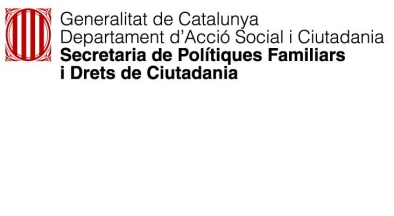 Generalitat de Catalunya
Departament d'Acció Social i Ciutadania
Secretaria de Polítiques Familiars
i Drets de Ciutadania